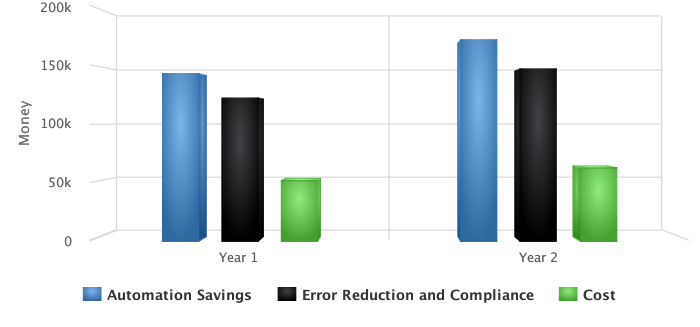 200k
150k
100k
50k
0
Money
Year 1 Year 2
Automation Savings Error Reduction and Compliance Cost